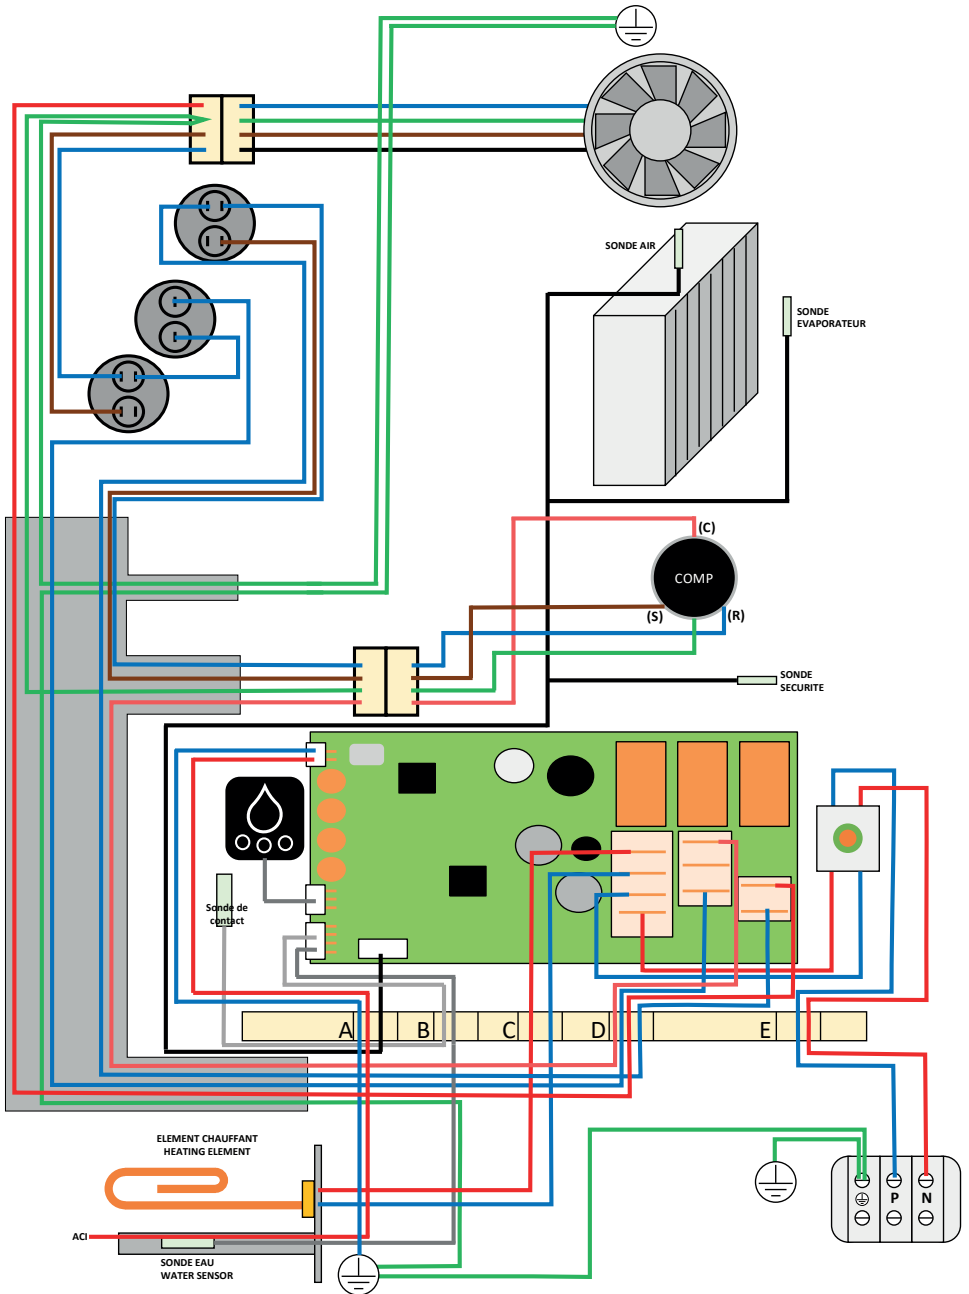 SONDE AIR
SONDE
EVAPORATEUR
(C)
COMP
(S)
(R)
SONDE
SECURITE
Sonde de
contact
A
B
C
D
E
ELEMENT CHAUFFANT
HEATING ELEMENT
P
N
ACI
SONDE EAU
WATER SENSOR